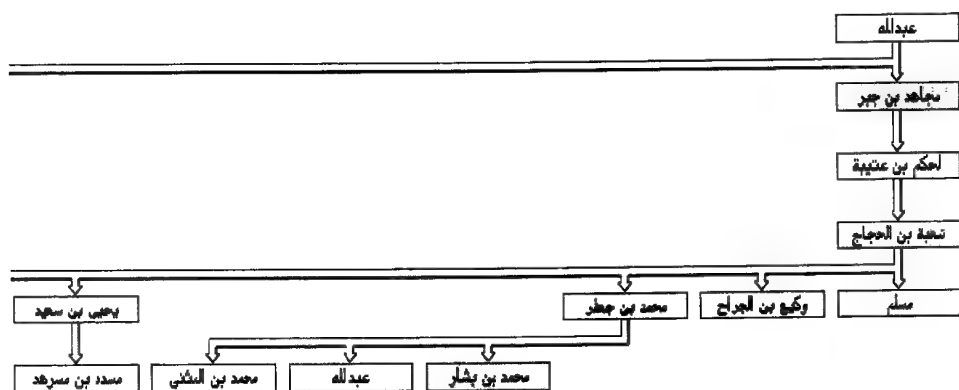 عبدالله
مجاهد بن جبر
لحكم بن عتيبة
شعبة بن الحجاج
مسلم
وكيع بن الجراح
محمد بن جعفر
يحيى بن سعيد
محمد بن بشار
عبدالله
محمد بن المثنى
مسدد بن مسرهد